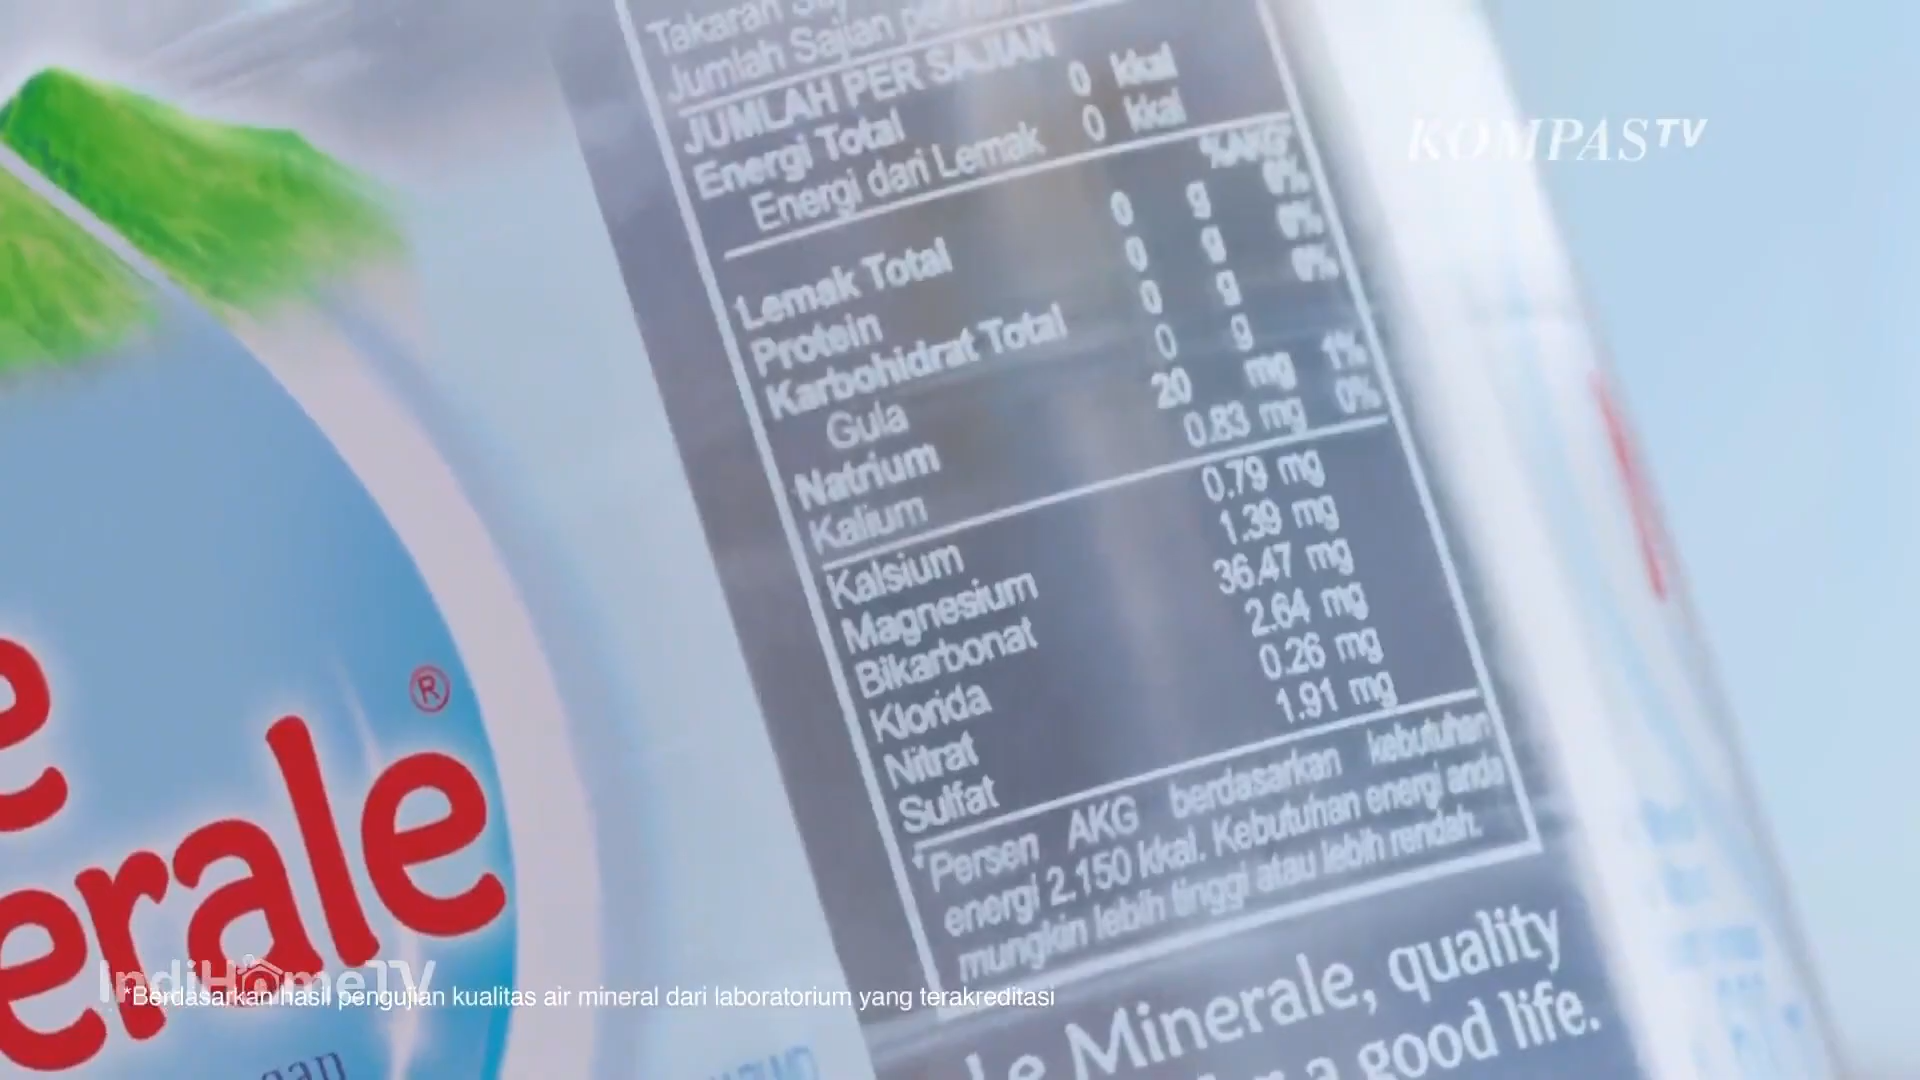 KOMPASTV
Takaran
Jumlah Sajian
JUMLAH PER SAJIAN
Energi Total 0 kkal
Energi dari Lemak 0 kkal
%AKG*
Lemak Total 0 g 0%
Protein 0 g 0%
Karbohidrat Total 0 g 0%
Gula 0 g
Natrium 20 mg 1%
Kalium 0.83 mg 0%
Kalsium 0.79 mg
Magnesium 1.39 mg
Bikarbonat 36.47 mg
Klorida 2.64 mg
Nitrat 0.26 mg
Sulfat 1.91 mg
*Persen AKG berdasarkan kebutuhan
energi 2.150 kkal. Kebutuhan energi anda
mungkin lebih tinggi atau lebih rendah.
Le Minerale, quality
a good life.
e
erale®
IndiHomeTV
*Berdasarkan hasil pengujian kualitas air mineral dari laboratorium yang terakreditasi